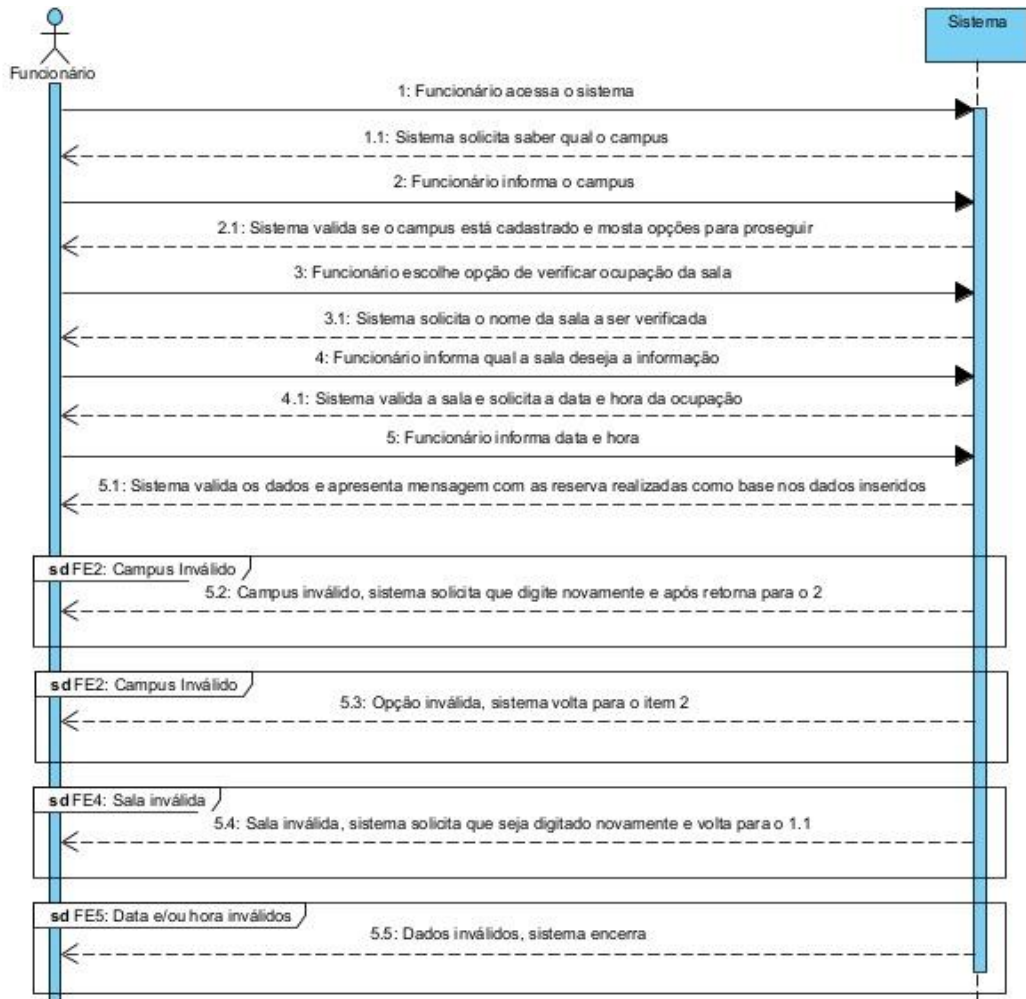 Sistema
Funcionário
1: Funcionário acessa o sistema
1.1: Sistema solicita saber qual o campus
2: Funcionário informa o campus
2.1: Sistema valida se o campus está cadastrado e mosta opções para proseguir
3: Funcionário escolhe opção de verificar ocupação da sala
3.1: Sistema solicita o nome da sala a ser verificada
4: Funcionário informa qual a sala deseja a informação
4.1: Sistema valida a sala e solicita a data e hora da ocupação
5: Funcionário informa data e hora
5.1: Sistema valida os dados e apresenta mensagem com as reserva realizadas como base nos dados inseridos
sd FE2: Campus Inválido
5.2: Campus inválido, sistema solicita que digite novamente e após retorna para o 2
sd FE2: Campus Inválido
5.3: Opção inválida, sistema volta para o item 2
sd FE4: Sala inválida
5.4: Sala inválida, sistema solicita que seja digitado novamente e volta para o 1.1
sd FE5: Data e/ou hora inválidos
5.5: Dados inválidos, sistema encerra